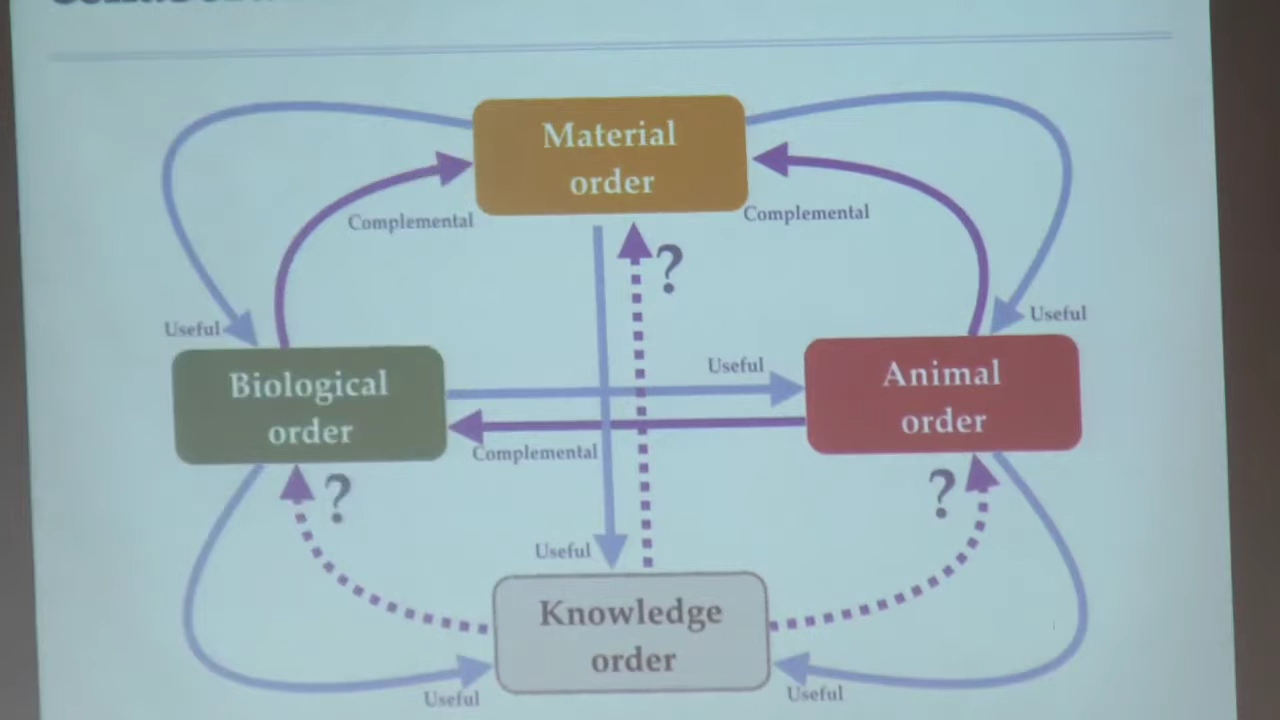 Material
order
Complemental
Complemental
?
Useful
Useful
Useful
Biological
order
Animal
order
Complemental
?
?
Useful
Knowledge
order
Useful
Useful